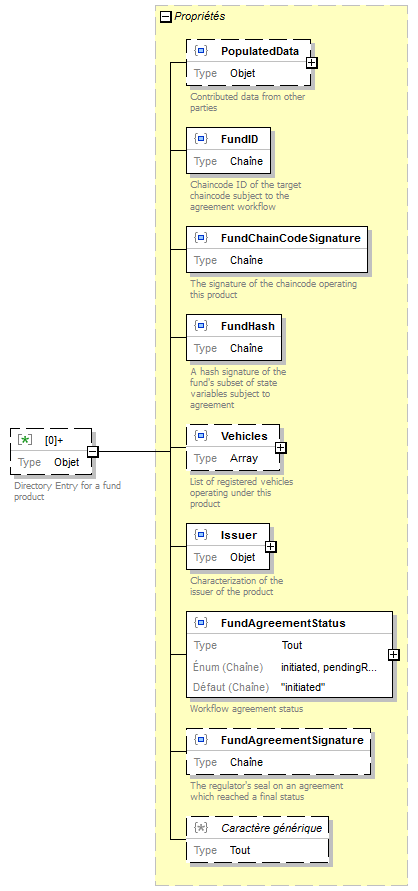 Propriétés
PopulatedData
Type Objet
Contributed data from other
parties
FundID
Type Chaîne
Chaincode ID of the target
chaincode subject to the
agreement workflow
FundChainCodeSignature
Type Chaîne
The signature of the chaincode operating
this product
FundHash
Type Chaîne
A hash signature of the
fund's subset of state
variables subject to
agreement
[0]+
Type Objet
Directory Entry for a fund
product
Vehicles
Type Array
List of registered vehicles
operating under this
product
Issuer
Type Objet
Characterization of the
issuer of the product
FundAgreementStatus
Type Tout
Énum (Chaîne) initiated, pendingR...
Défaut (Chaîne) "initiated"
Workflow agreement status
FundAgreementSignature
Type Chaîne
The regulator's seal on an agreement
which reached a final status
Caractère générique
Type Tout